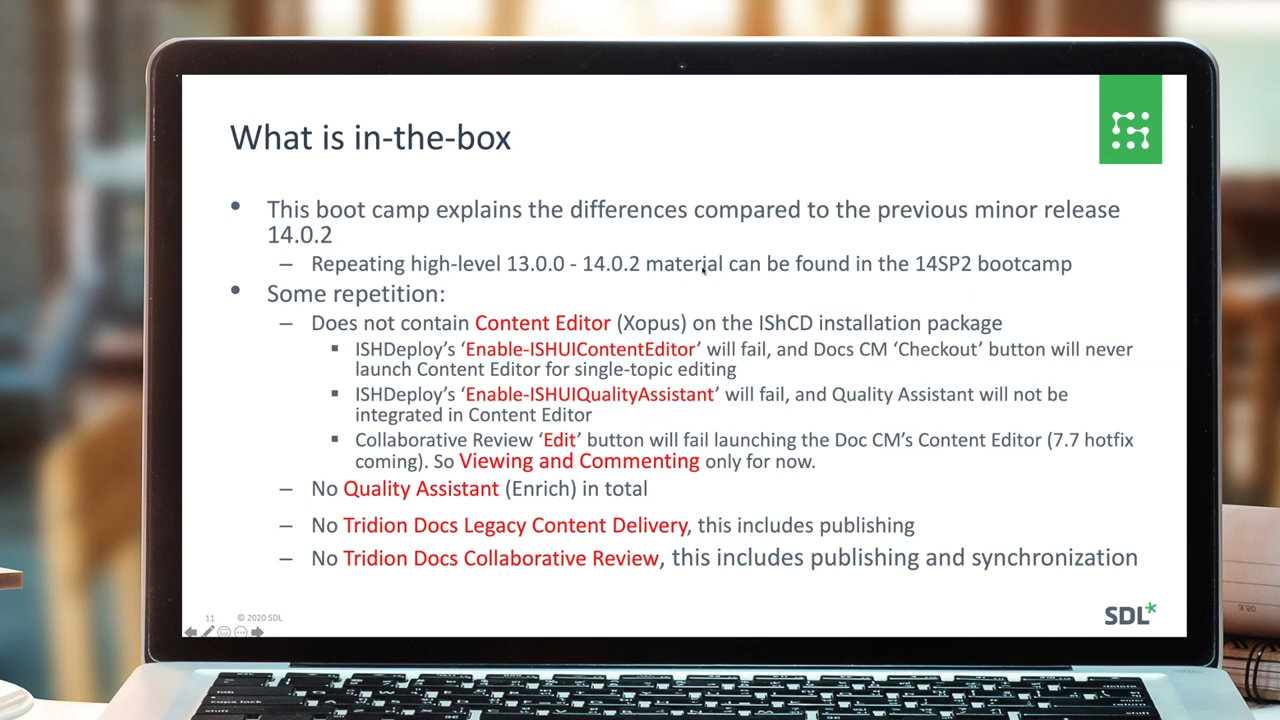 What is in-the-box
• This boot camp explains the differences compared to the previous minor release
14.0.2
– Repeating high-level 13.0.0 - 14.0.2 material can be found in the 14SP2 bootcamp
• Some repetition:
– Does not contain Content Editor (Xopus) on the IShCD installation package
▪ ISHDeploy’s ‘Enable-ISHUIContentEditor’ will fail, and Docs CM ‘Checkout’ button will never
launch Content Editor for single-topic editing
▪ ISHDeploy’s ‘Enable-ISHUIQualityAssistant’ will fail, and Quality Assistant will not be
integrated in Content Editor
▪ Collaborative Review ‘Edit’ button will fail launching the Doc CM’s Content Editor (7.7 hotfix
coming). So Viewing and Commenting only for now.
– No Quality Assistant (Enrich) in total
– No Tridion Docs Legacy Content Delivery, this includes publishing
– No Tridion Docs Collaborative Review, this includes publishing and synchronization
11 © 2020 SDL
SDL*